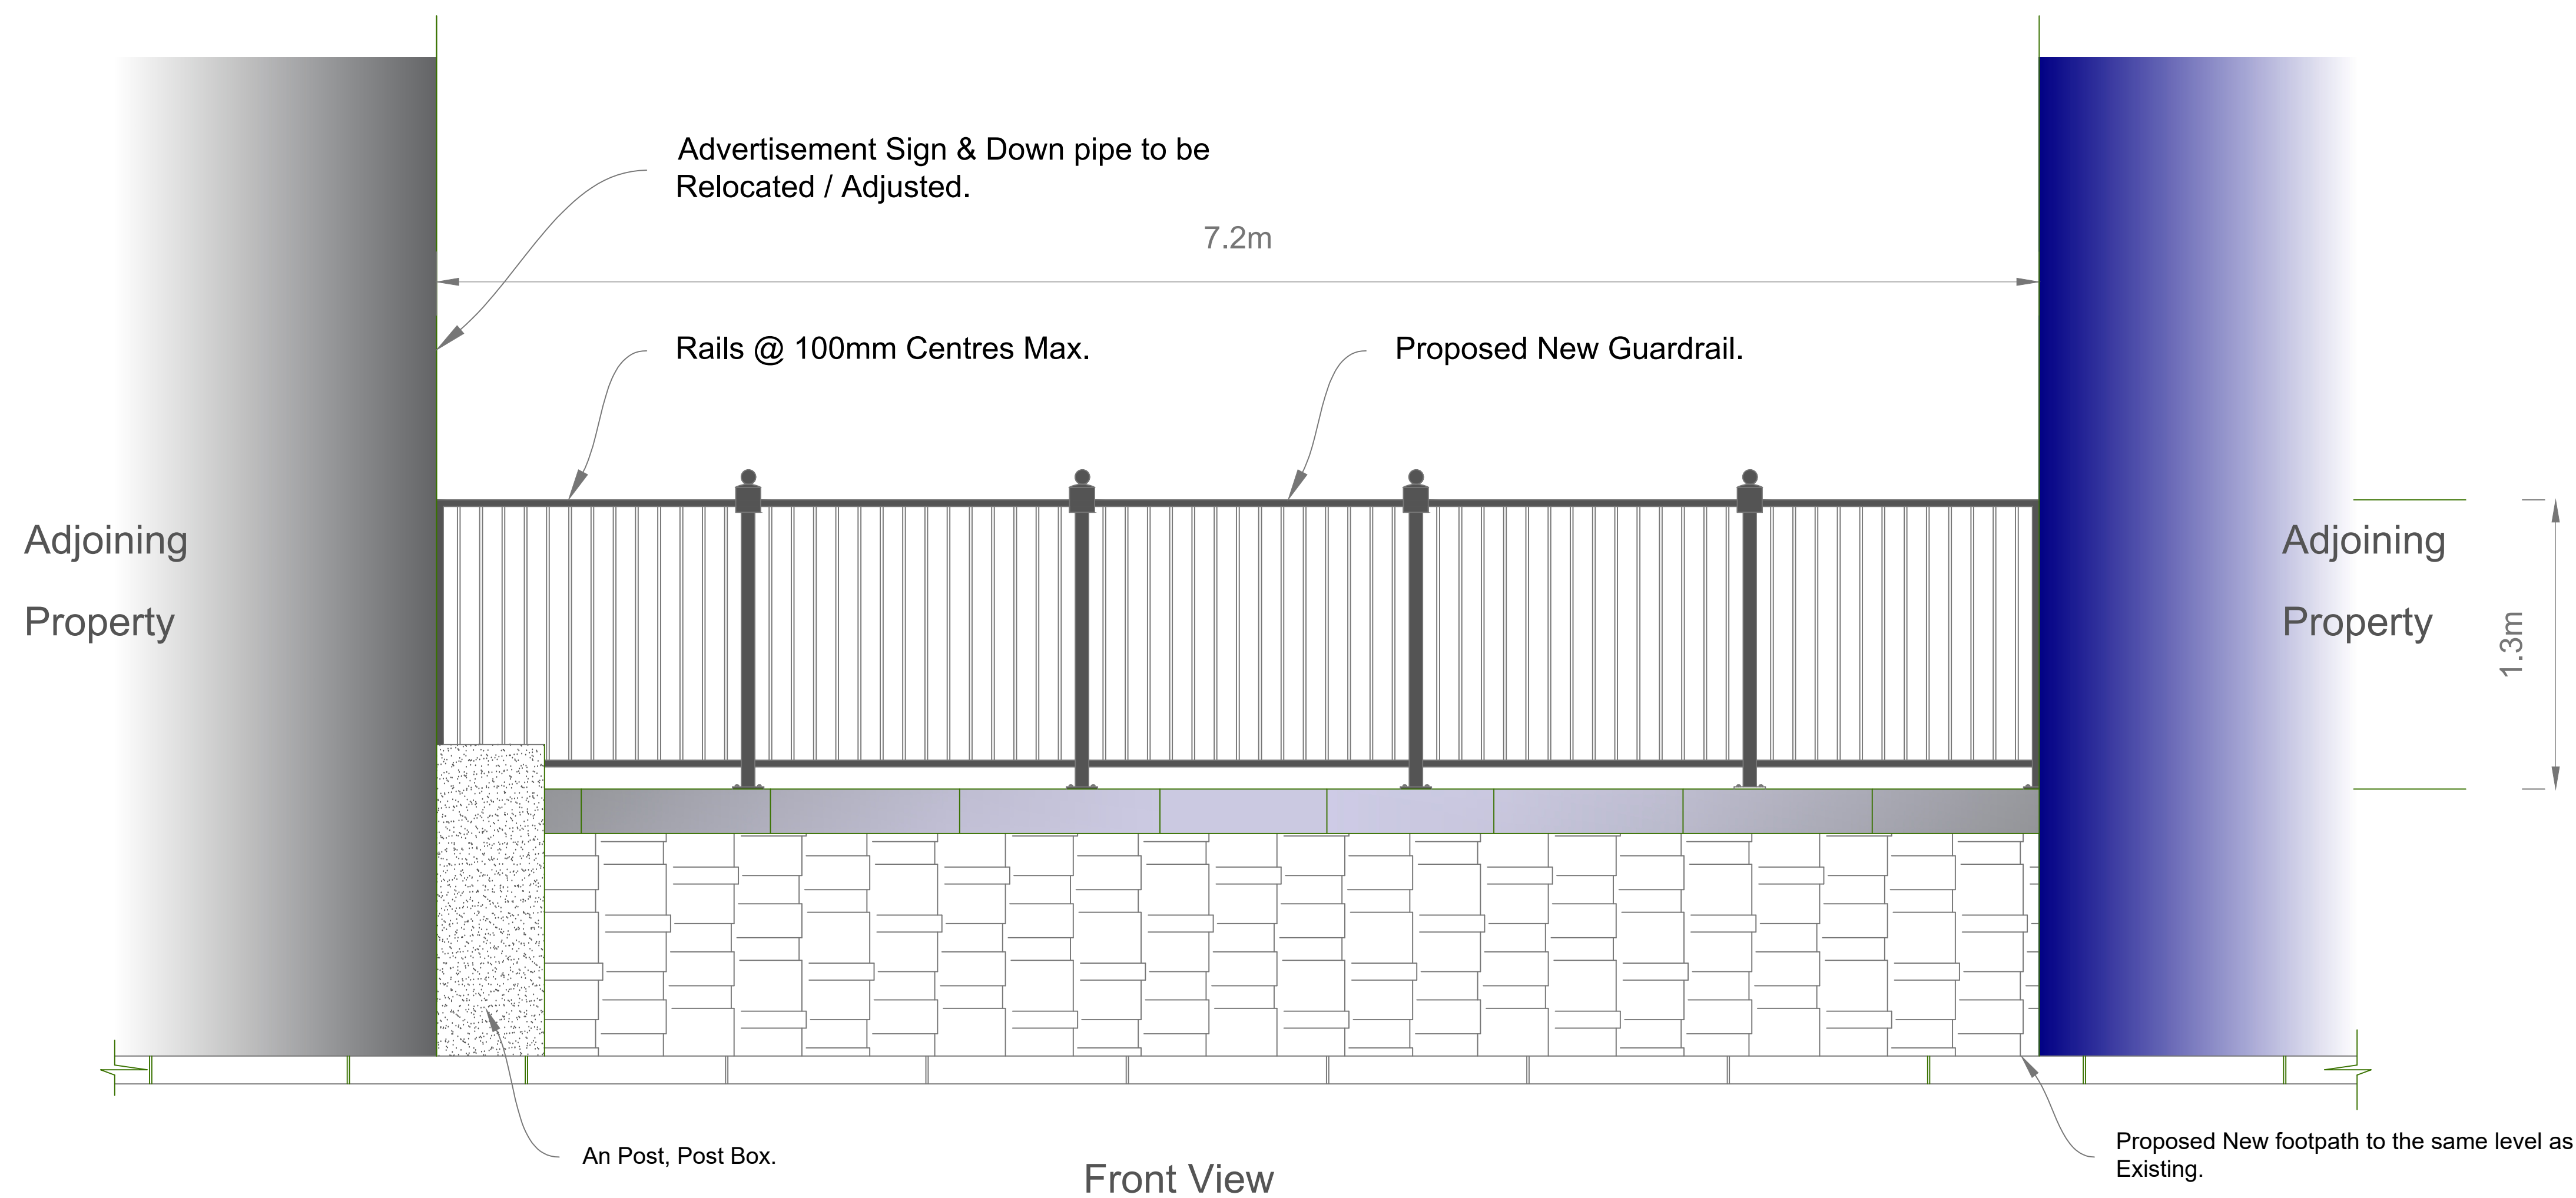 Advertisement Sign & Down pipe to be
Relocated / Adjusted.
7.2m
Rails @ 100mm Centres Max.
Proposed New Guardrail.
Adjoining
Property
Adjoining
Property
1.3m
An Post, Post Box.
Proposed New footpath to the same level as
Existing.
Front View